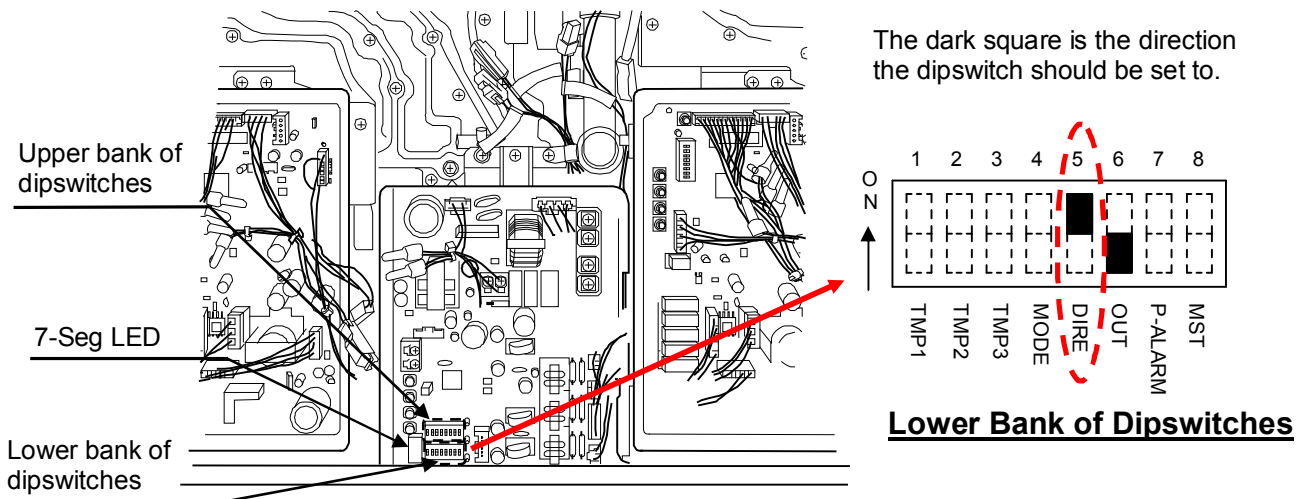 The dark square is the direction
the dipswitch should be set to.
Upper bank of
dipswitches
7-Seg LED
Lower bank of
dipswitches
1 2 3 4 5 6 7 8
ON
TMP1 TMP2 TMP3 MODE DIRE OUT P-ALARM MST
Lower Bank of Dipswitches